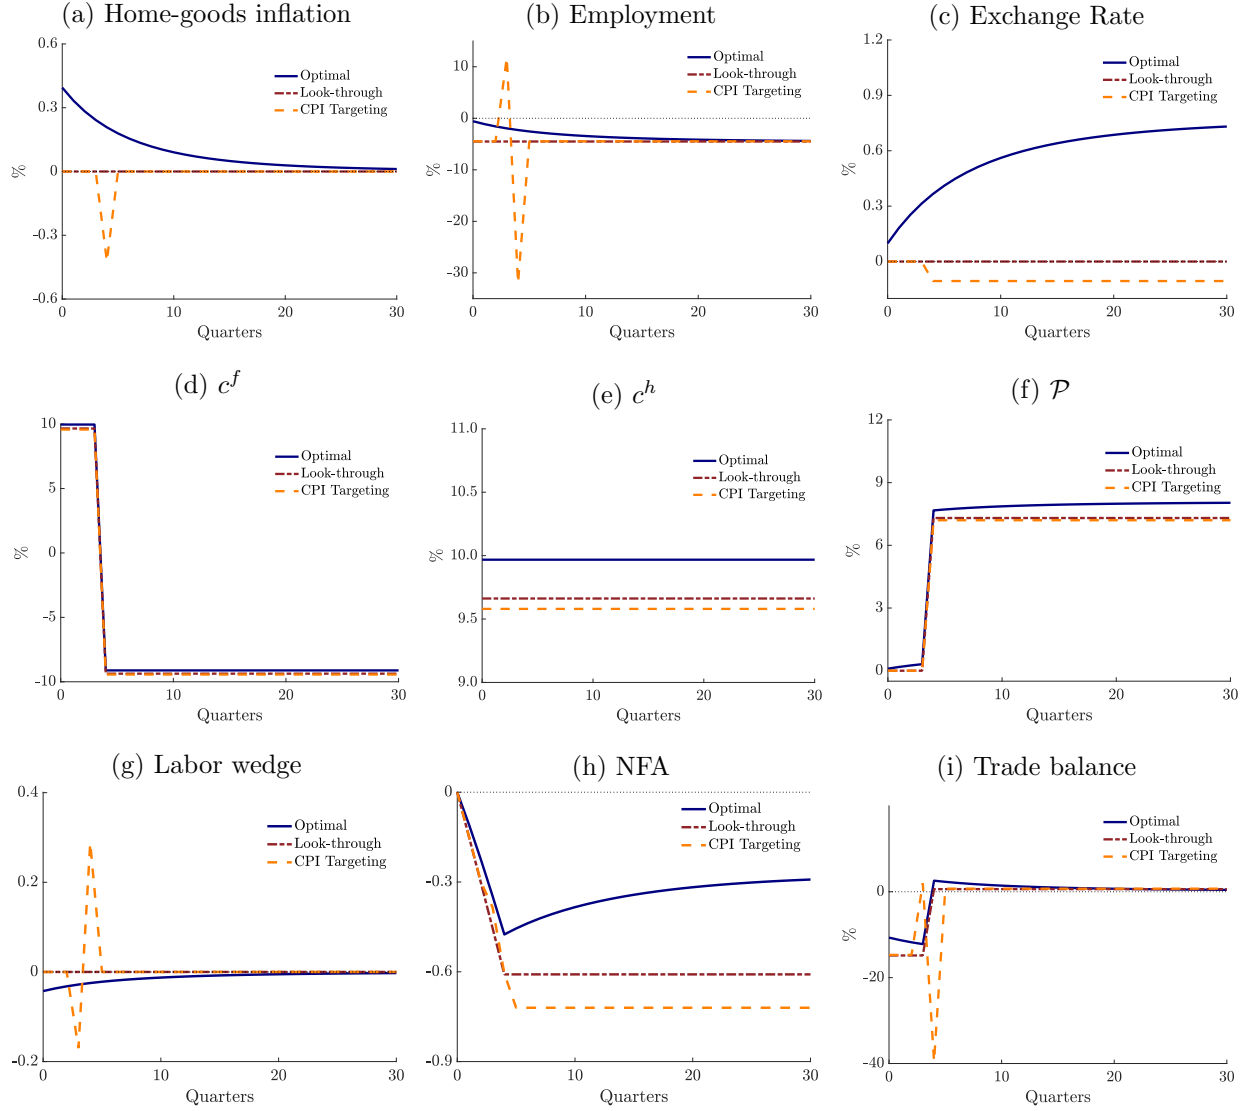 (a) Home-goods inflation
0.6
0.3
0
-0.3
-0.6
%
Optimal
Look-through
CPI Targeting
0 10 20 30
Quarters
(b) Employment
10
0
-10
-20
-30
%
Optimal
Look-through
CPI Targeting
0 10 20 30
Quarters
(c) Exchange Rate
1.2
0.9
0.6
0.3
0
%
Optimal
Look-through
CPI Targeting
0 10 20 30
Quarters
(d) c^f
10
5
0
-5
-10
%
Optimal
Look-through
CPI Targeting
0 10 20 30
Quarters
(e) c^h
11.0
10.5
10.0
9.5
9.0
%
Optimal
Look-through
CPI Targeting
0 10 20 30
Quarters
(f) 𝒫
12
9
6
3
0
%
Optimal
Look-through
CPI Targeting
0 10 20 30
Quarters
(g) Labor wedge
0.4
0.2
0
-0.2
Optimal
Look-through
CPI Targeting
0 10 20 30
Quarters
(h) NFA
0
-0.3
-0.6
-0.9
Optimal
Look-through
CPI Targeting
0 10 20 30
Quarters
(i) Trade balance
0
-20
-40
%
Optimal
Look-through
CPI Targeting
0 10 20 30
Quarters